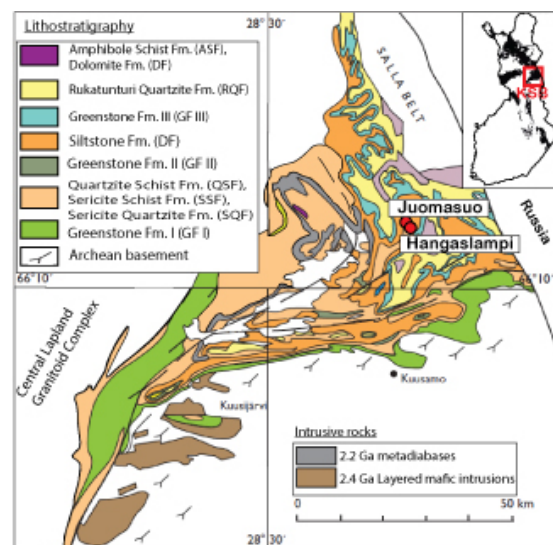 28° 30'
Lithostratigraphy
Amphibole Schist Fm. (ASF),
Dolomite Fm. (DF)
Rukatunturi Quartzite Fm. (RQF)
Greenstone Fm. III (GF III)
Siltstone Fm. (DF)
Greenstone Fm. II (GF II)
Quartzite Schist Fm. (QSF),
Sericite Schist Fm. (SSF),
Sericite Quartzite Fm. (SQF)
Greenstone Fm. I (GF I)
Archean basement
SALLA BELT
KSB
Juomasuo
Hangaslampi
Russia
66° 10'
66° 10'
Central Lapland
Granitoid Complex
Kuusamo
Kuusijärvi
Intrusive rocks
2.2 Ga metadiabases
2.4 Ga Layered mafic intrusions
0
50 km
28° 30'